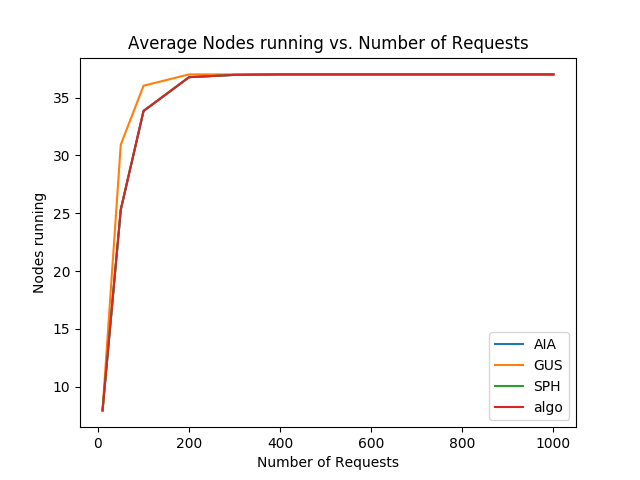 Average Nodes running vs. Number of Requests
Nodes running
35
30
25
20
15
10
0
200
400
600
800
1000
Number of Requests
AIA
GUS
SPH
algo